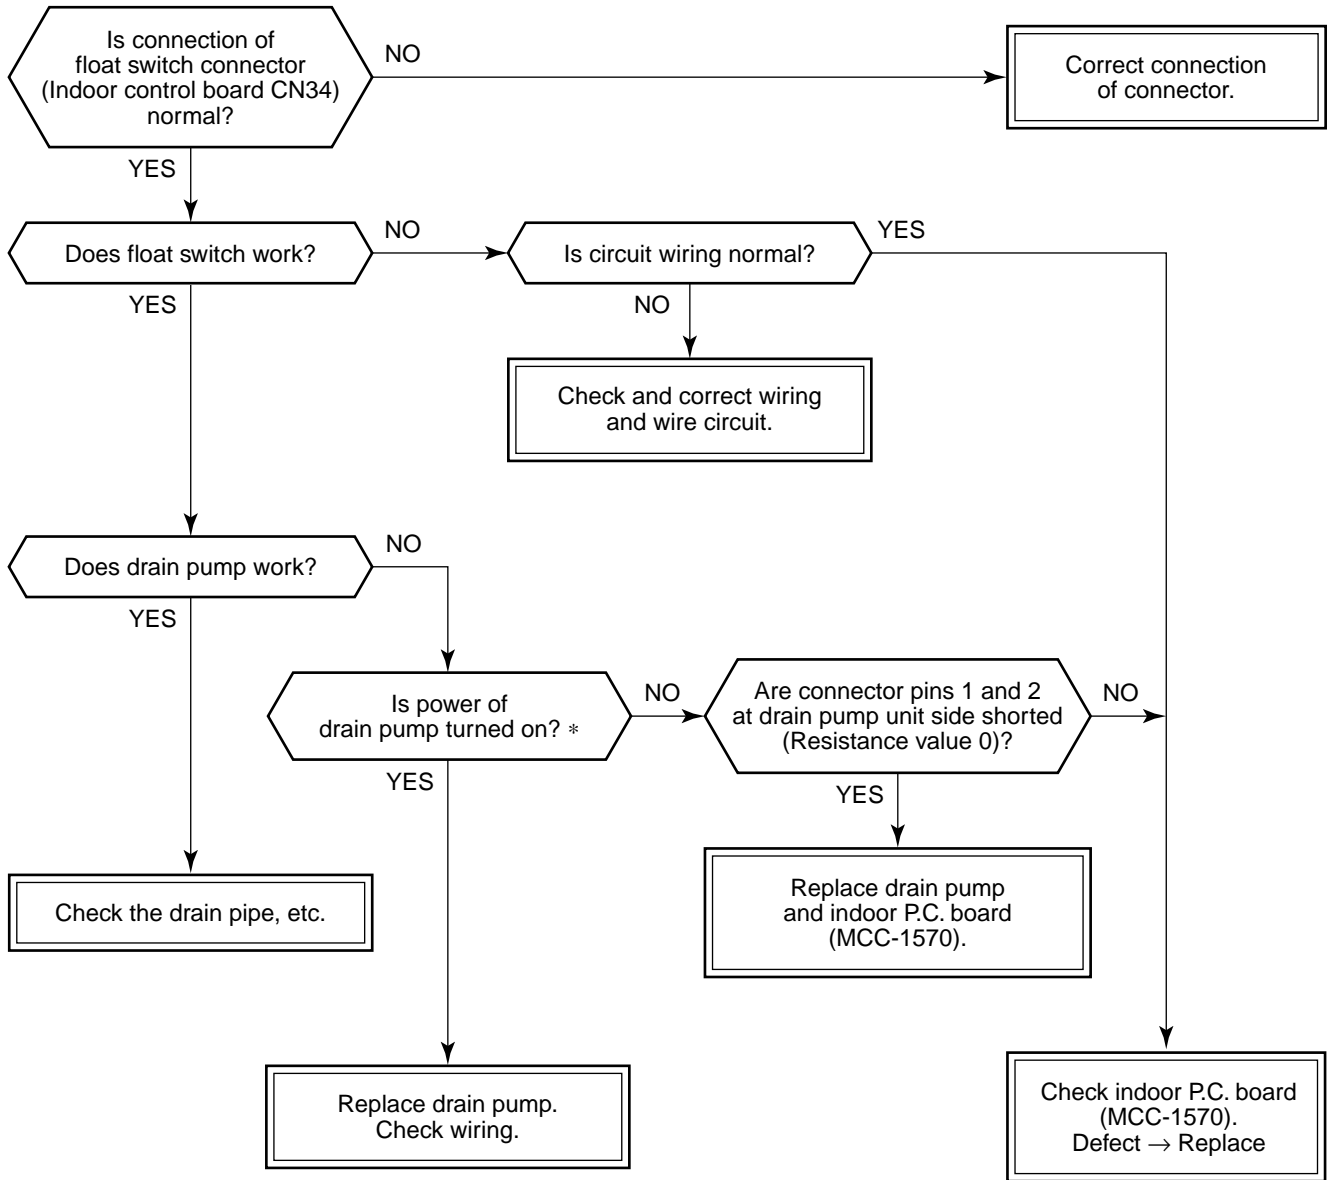 Is connection of
float switch connector
(Indoor control board CN34)
normal?
NO
Correct connection
of connector.
YES
Does float switch work?
NO
Is circuit wiring normal?
YES
YES
NO
Check and correct wiring
and wire circuit.
Does drain pump work?
NO
YES
Is power of
drain pump turned on? *
NO
Are connector pins 1 and 2
at drain pump unit side shorted
(Resistance value 0)?
NO
YES
YES
Check the drain pipe, etc.
Replace drain pump
and indoor P.C. board
(MCC-1570).
Replace drain pump.
Check wiring.
Check indoor P.C. board
(MCC-1570).
Defect → Replace